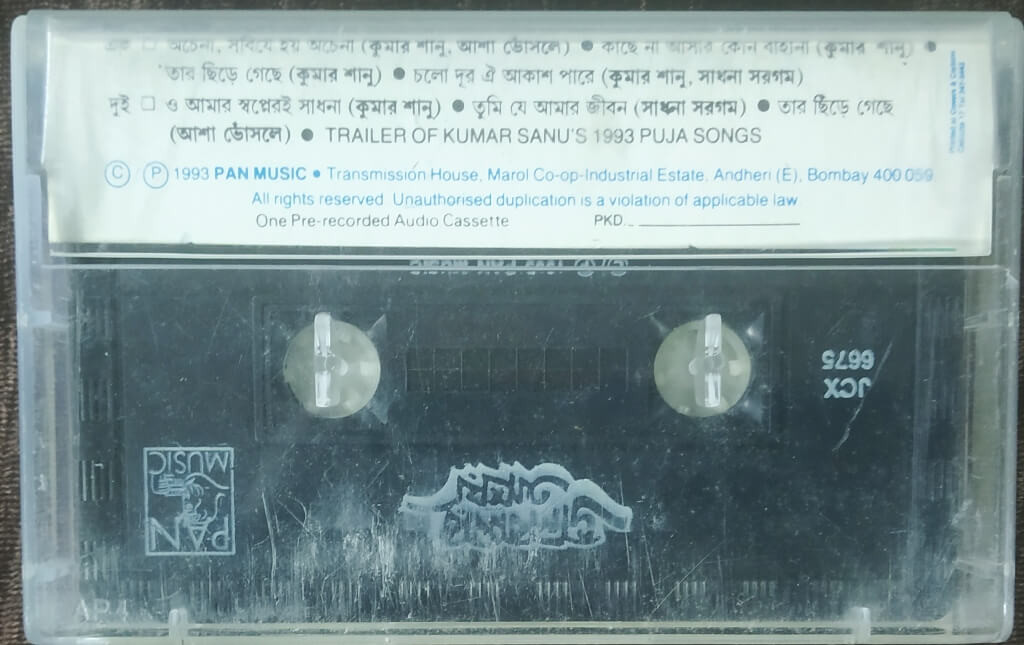 এক □ অচেনা, সবিয়ে হয় অচেনা (কুমার শানু, আশা ভোঁসলে) ● কাছে না আসার কোন বাহানা (কুমার শানু) ●
তার ছিঁড়ে গেছে (কুমার শানু) ● চলো দূর ঐ আকাশ পারে (কুমার শানু, সাধনা সরগম)
দুই □ ও আমার স্বপ্নেরই সাধনা (কুমার শানু) ● তুমি যে আমার জীবন (সাধনা সরগম) ● তার ছিঁড়ে গেছে
(আশা ভোঁসলে) ● TRAILER OF KUMAR SANU'S 1993 PUJA SONGS
Ⓒ Ⓟ 1993 PAN MUSIC ● Transmission House, Marol Co-op-Industrial Estate, Andheri (E), Bombay 400 059
All rights reserved. Unauthorised duplication is a violation of applicable law
One Pre-recorded Audio Cassette PKD.
Ⓒ/Ⓟ 1993 PAN MUSIC
JCX
6675
PAN
MUSIC